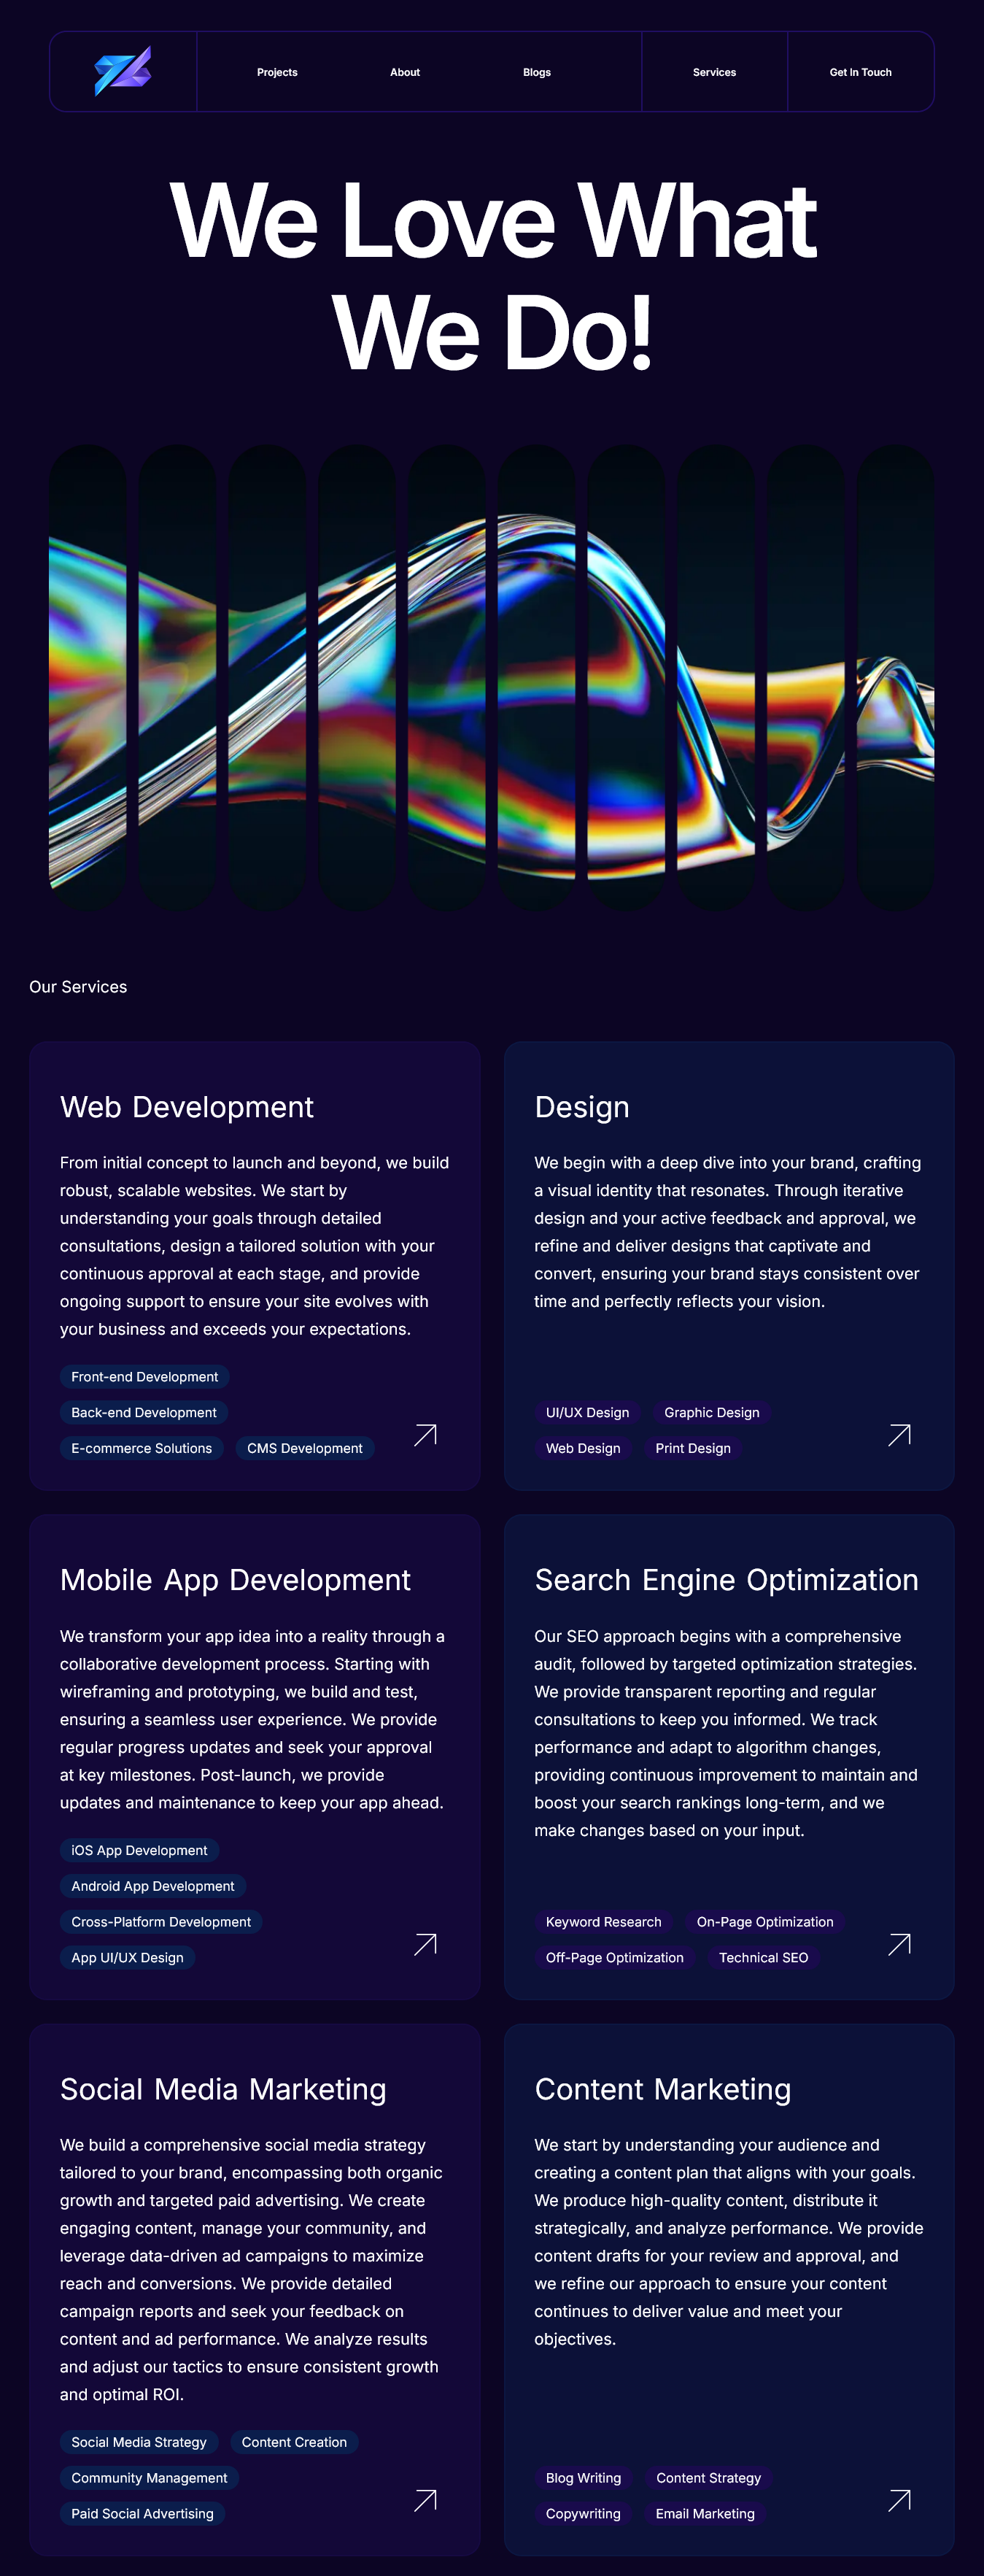 Projects
About
Blogs
Services
Get In Touch
We Love What
We Do!
Our Services
Web Development
From initial concept to launch and beyond, we build
robust, scalable websites. We start by
understanding your goals through detailed
consultations, design a tailored solution with your
continuous approval at each stage, and provide
ongoing support to ensure your site evolves with
your business and exceeds your expectations.
Front-end Development
Back-end Development
E-commerce Solutions
CMS Development
Design
We begin with a deep dive into your brand, crafting
a visual identity that resonates. Through iterative
design and your active feedback and approval, we
refine and deliver designs that captivate and
convert, ensuring your brand stays consistent over
time and perfectly reflects your vision.
UI/UX Design
Graphic Design
Web Design
Print Design
Mobile App Development
We transform your app idea into a reality through a
collaborative development process. Starting with
wireframing and prototyping, we build and test,
ensuring a seamless user experience. We provide
regular progress updates and seek your approval
at key milestones. Post-launch, we provide
updates and maintenance to keep your app ahead.
iOS App Development
Android App Development
Cross-Platform Development
App UI/UX Design
Search Engine Optimization
Our SEO approach begins with a comprehensive
audit, followed by targeted optimization strategies.
We provide transparent reporting and regular
consultations to keep you informed. We track
performance and adapt to algorithm changes,
providing continuous improvement to maintain and
boost your search rankings long-term, and we
make changes based on your input.
Keyword Research
On-Page Optimization
Off-Page Optimization
Technical SEO
Social Media Marketing
We build a comprehensive social media strategy
tailored to your brand, encompassing both organic
growth and targeted paid advertising. We create
engaging content, manage your community, and
leverage data-driven ad campaigns to maximize
reach and conversions. We provide detailed
campaign reports and seek your feedback on
content and ad performance. We analyze results
and adjust our tactics to ensure consistent growth
and optimal ROI.
Social Media Strategy
Content Creation
Community Management
Paid Social Advertising
Content Marketing
We start by understanding your audience and
creating a content plan that aligns with your goals.
We produce high-quality content, distribute it
strategically, and analyze performance. We provide
content drafts for your review and approval, and
we refine our approach to ensure your content
continues to deliver value and meet your
objectives.
Blog Writing
Content Strategy
Copywriting
Email Marketing